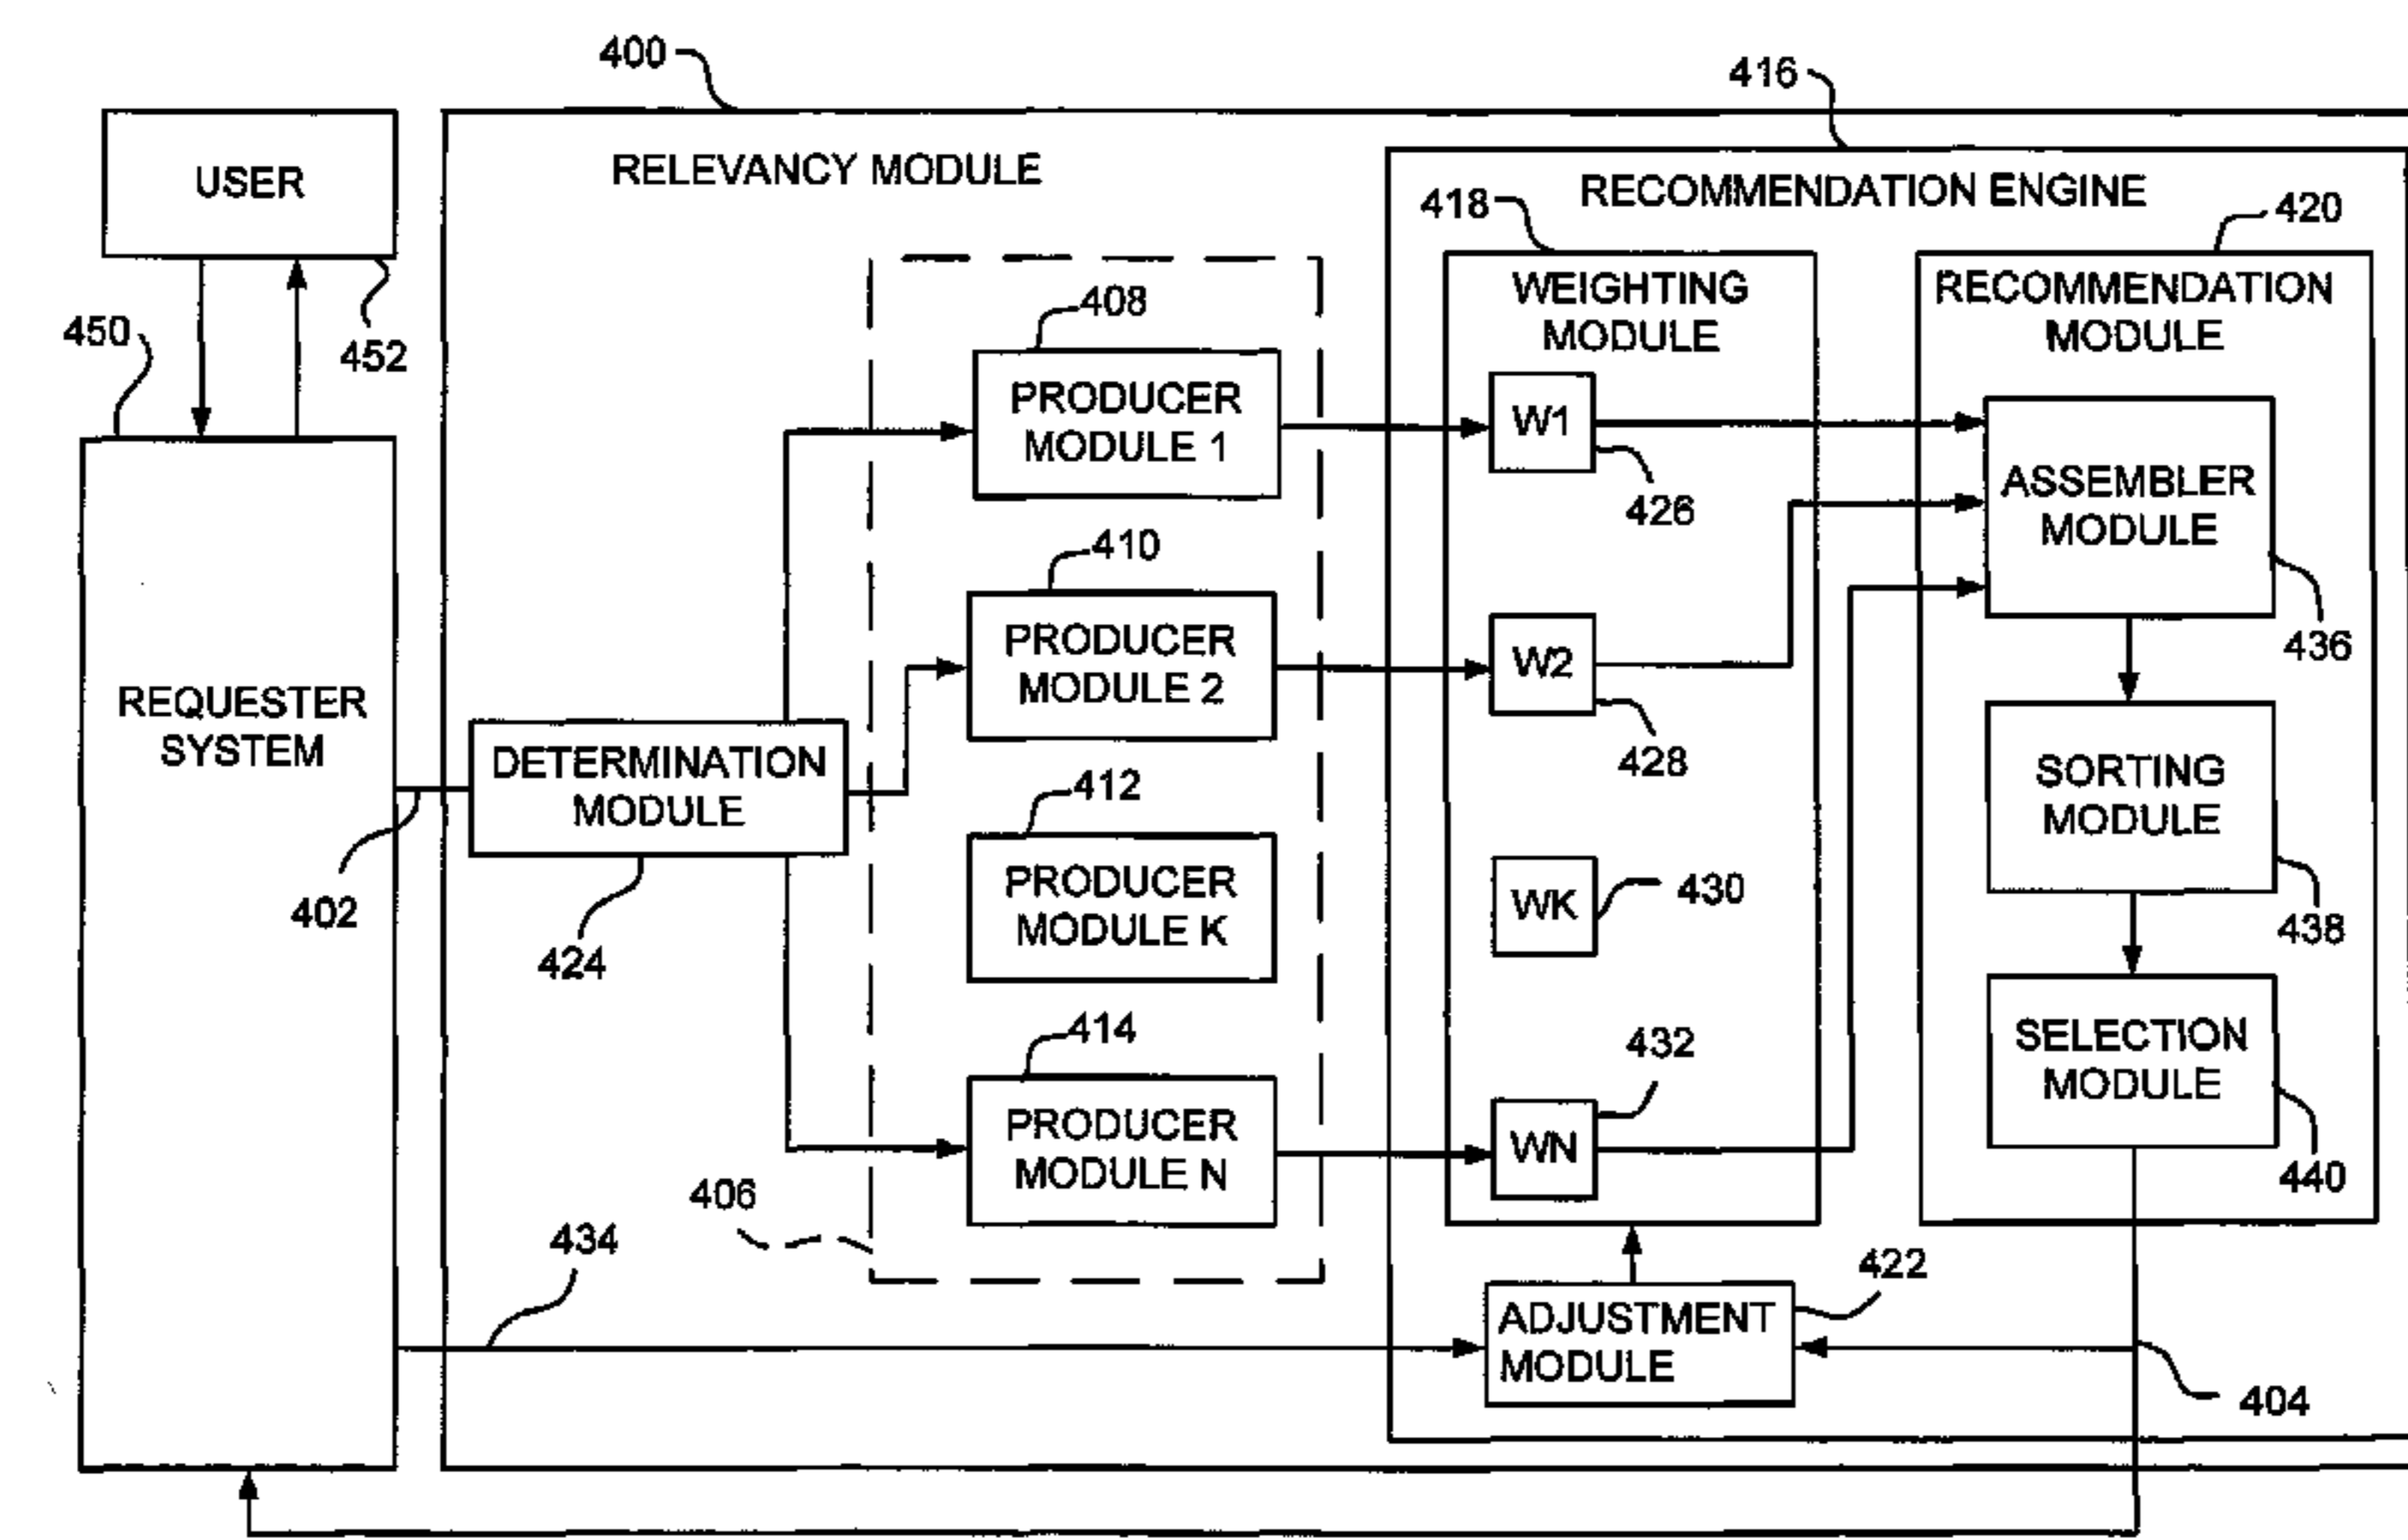 400
416
USER
RELEVANCY MODULE
RECOMMENDATION ENGINE
418
420
450
452
408
WEIGHTING
MODULE
RECOMMENDATION
MODULE
PRODUCER
MODULE 1
W1
426
ASSEMBLER
MODULE
436
410
PRODUCER
MODULE 2
W2
428
REQUESTER
SYSTEM
402
DETERMINATION
MODULE
424
412
PRODUCER
MODULE K
WK
430
SORTING
MODULE
438
414
PRODUCER
MODULE N
432
WN
SELECTION
MODULE
440
406
434
ADJUSTMENT
MODULE
422
404